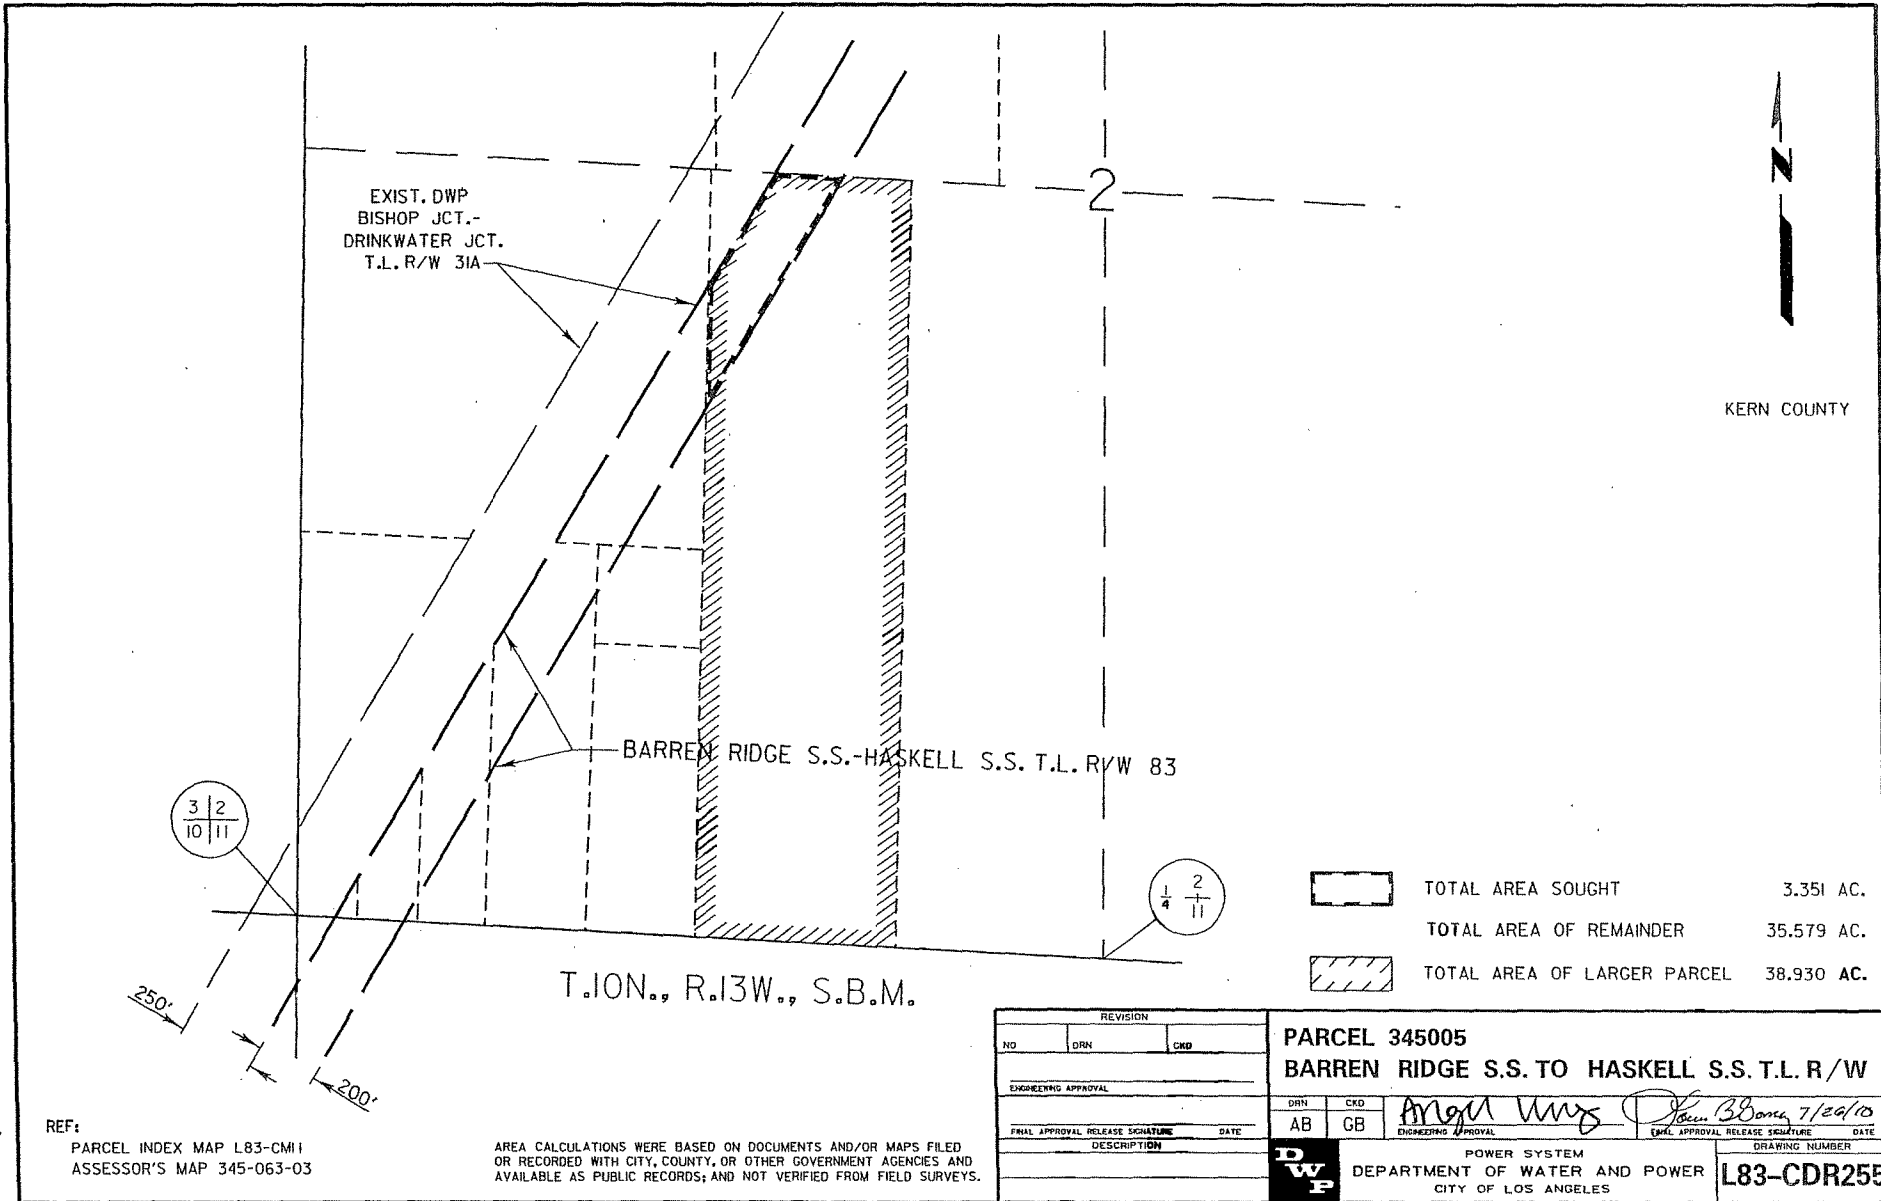 EXIST. DWP
BISHOP JCT.-
DRINKWATER JCT.
T.L. R/W 31A
2
N
KERN COUNTY
BARREN RIDGE S.S.-HASKELL S.S. T.L. R/W 83
3 2
10 11
1/4 2
11
T.10N., R.13W., S.B.M.
250'
200'
TOTAL AREA SOUGHT 3.351 AC.
TOTAL AREA OF REMAINDER 35.579 AC.
TOTAL AREA OF LARGER PARCEL 38.930 AC.
REF:
PARCEL INDEX MAP L83-CM11
ASSESSOR'S MAP 345-063-03
AREA CALCULATIONS WERE BASED ON DOCUMENTS AND/OR MAPS FILED
OR RECORDED WITH CITY, COUNTY, OR OTHER GOVERNMENT AGENCIES AND
AVAILABLE AS PUBLIC RECORDS; AND NOT VERIFIED FROM FIELD SURVEYS.
REVISION
NO DRN CKD
ENGINEERING APPROVAL
FINAL APPROVAL RELEASE SIGNATURE DATE
DESCRIPTION
PARCEL 345005
BARREN RIDGE S.S. TO HASKELL S.S. T.L. R/W
DRN CKD
AB GB
ENGINEERING APPROVAL
7/26/10
FINAL APPROVAL RELEASE SIGNATURE DATE
DWP
POWER SYSTEM
DEPARTMENT OF WATER AND POWER
CITY OF LOS ANGELES
DRAWING NUMBER
L83-CDR255